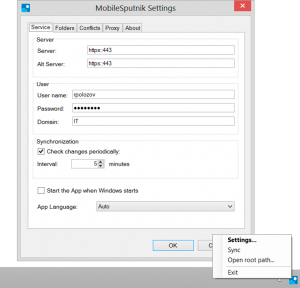 MobileSputnik Settings
Service Folders Conflicts Proxy About
Server
Server: https:443
Alt Server: https:443
User
User name: ipolozov
Password: ••••••••
Domain: IT
Synchronization
Check changes periodically:
Interval: 5 minutes
Start the App when Windows starts
App Language: Auto
OK
Settings...
Sync
Open root path...
Exit